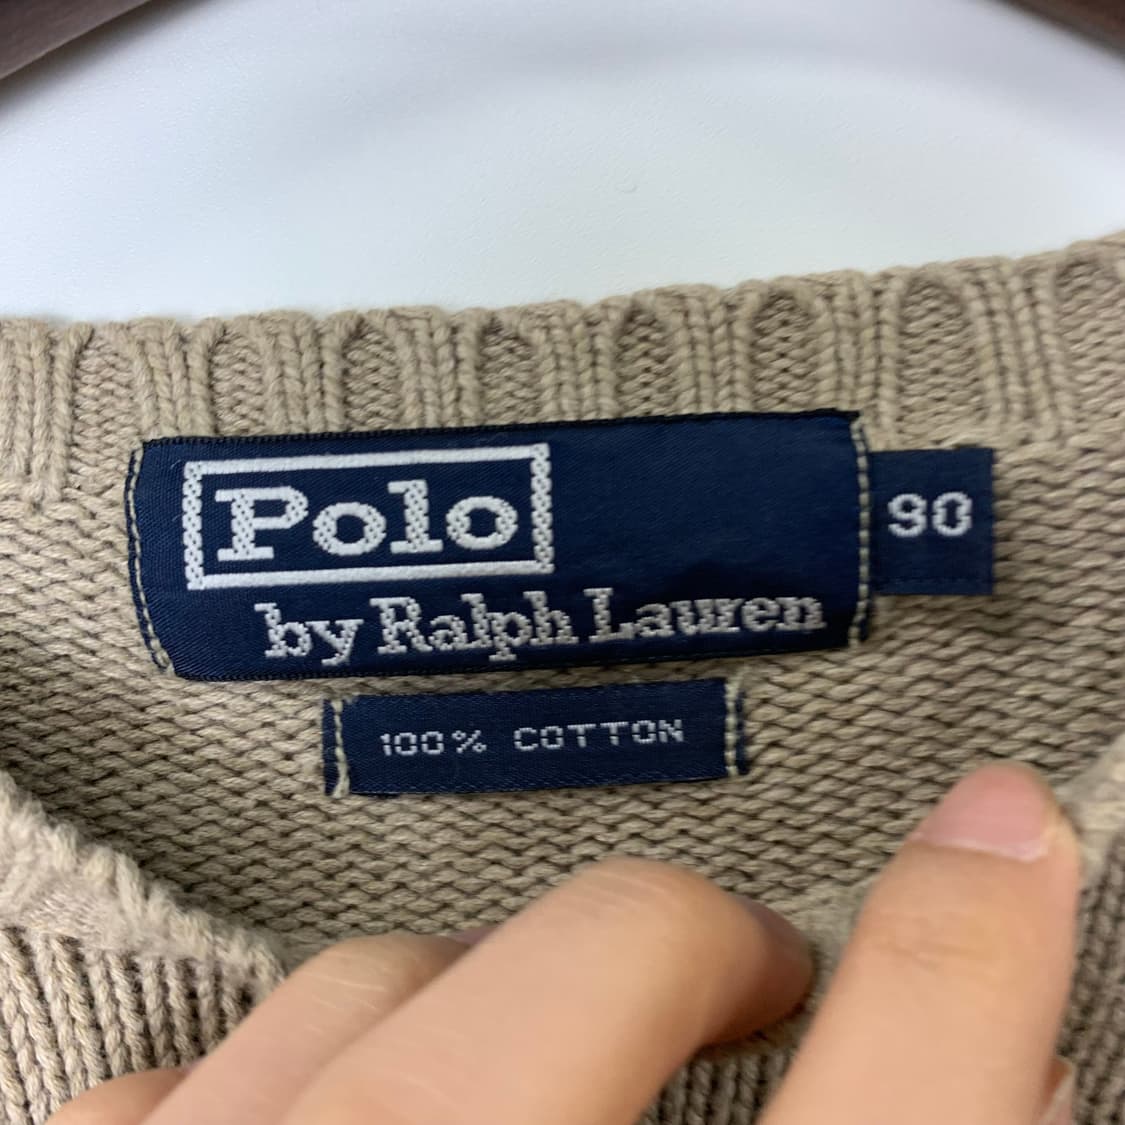 Polo
by Ralph Lauren
90
100% COTTON